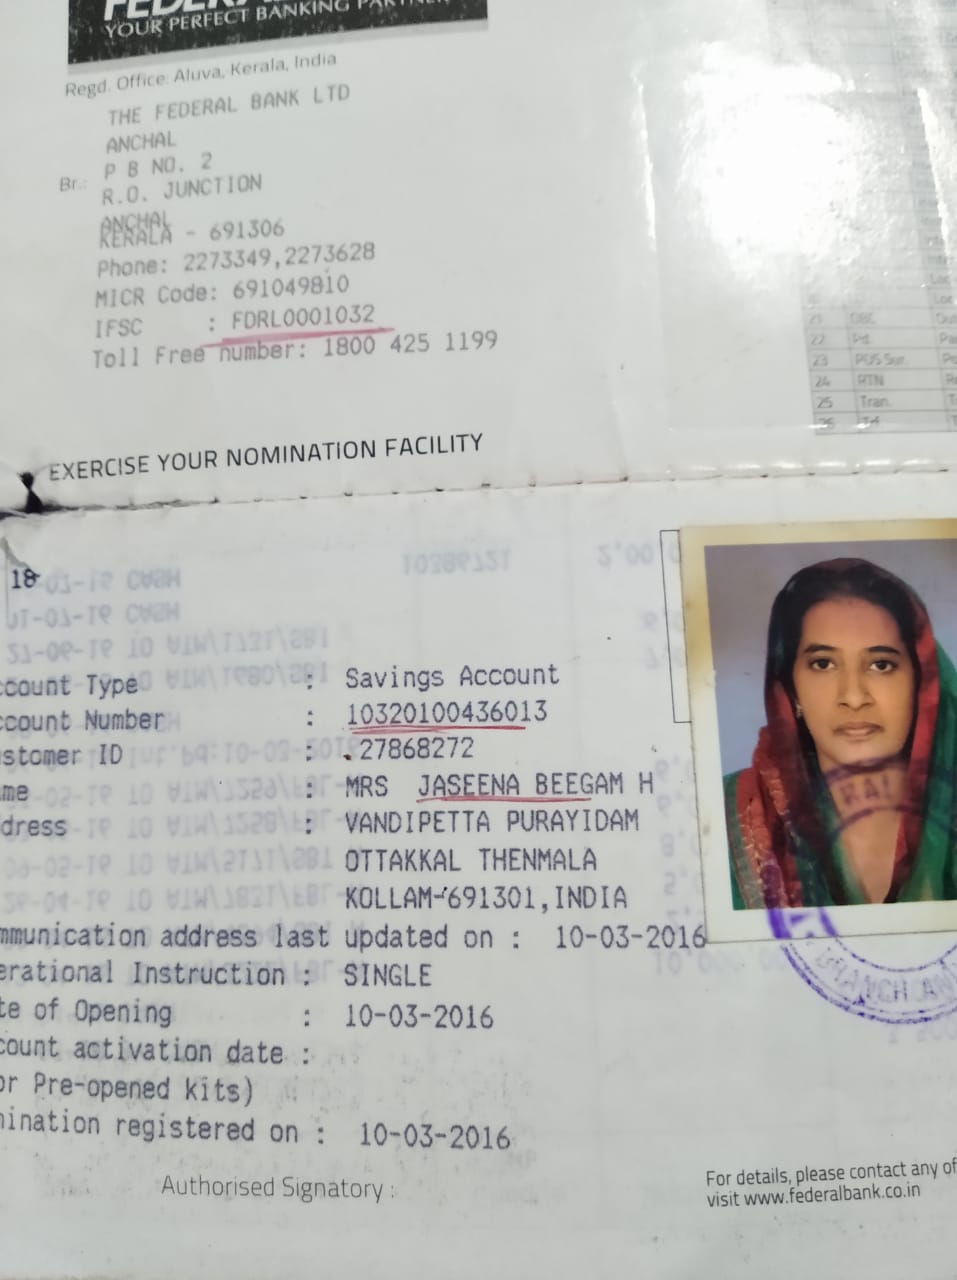 YOUR PERFECT BANKING
Regd. Office: Aluva, Kerala, India
THE FEDERAL BANK LTD
ANCHAL
P B NO. 2
Br.:
R.O. JUNCTION
ANCHAL
KERALA - 691306
Phone: 2273349,2273628
MICR Code: 691049810
IFSC : FDRL0001032
Toll Free number: 1800 425 1199
21 OBC
22 Pd.
23 POS Sur.
24 RTN
25 Tran.
EXERCISE YOUR NOMINATION FACILITY
18
ccount Type : Savings Account
ccount Number : 10320100436013
stomer ID : 27868272
me : MRS JASEENA BEEGAM H
dress : VANDIPETTA PURAYIDAM
OTTAKKAL THENMALA
KOLLAM-691301,INDIA
mmunication address last updated on : 10-03-2016
erational Instruction : SINGLE
te of Opening : 10-03-2016
count activation date :
or Pre-opened kits)
ination registered on : 10-03-2016
Authorised Signatory :
For details, please contact any of
visit www.federalbank.co.in